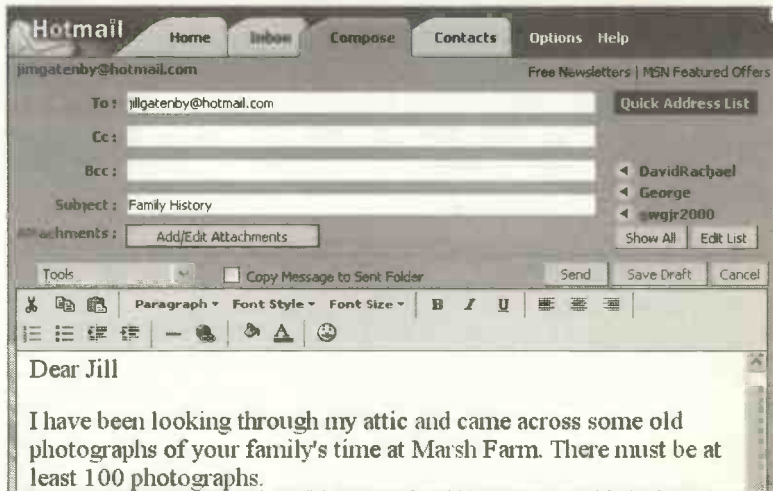 Hotmail Home Inbox Compose Contacts Options Help
jimgatenby@hotmail.com Free Newsletters | MSN Featured Offers
To : jillgatenby@hotmail.com Quick Address List
Cc :
Bcc : DavidRachael
George
Subject : Family History
swgjr2000
Attachments : Add/Edit Attachments Show All Edit List
Tools Copy Message to Sent Folder Send Save Draft Cancel
Paragraph Font Style Font Size B I U
A
Dear Jill
I have been looking through my attic and came across some old
photographs of your family's time at Marsh Farm. There must be at
least 100 photographs.